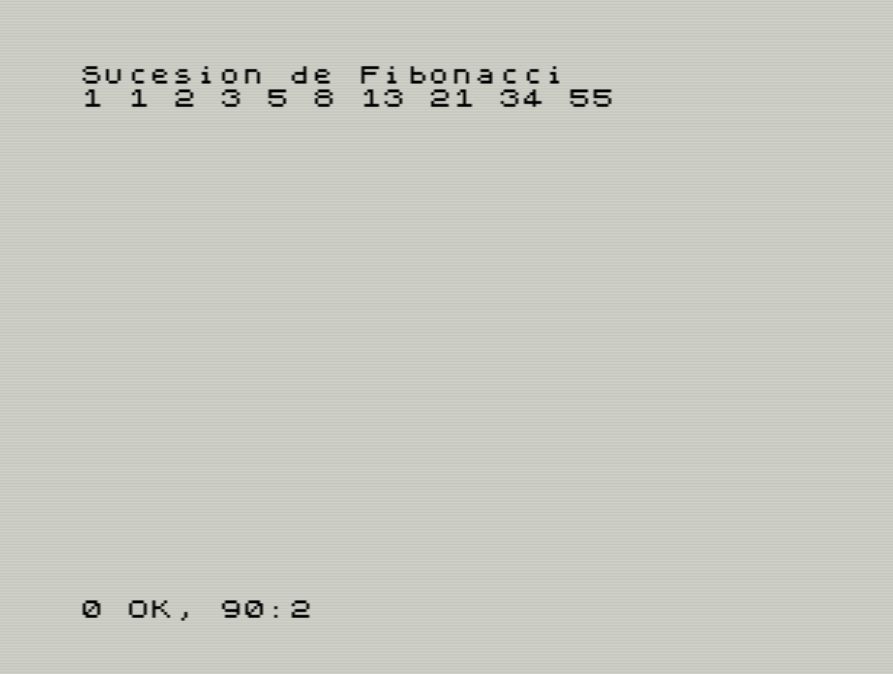 Sucesion de Fibonacci
1 1 2 3 5 8 13 21 34 55
0 OK, 90:2